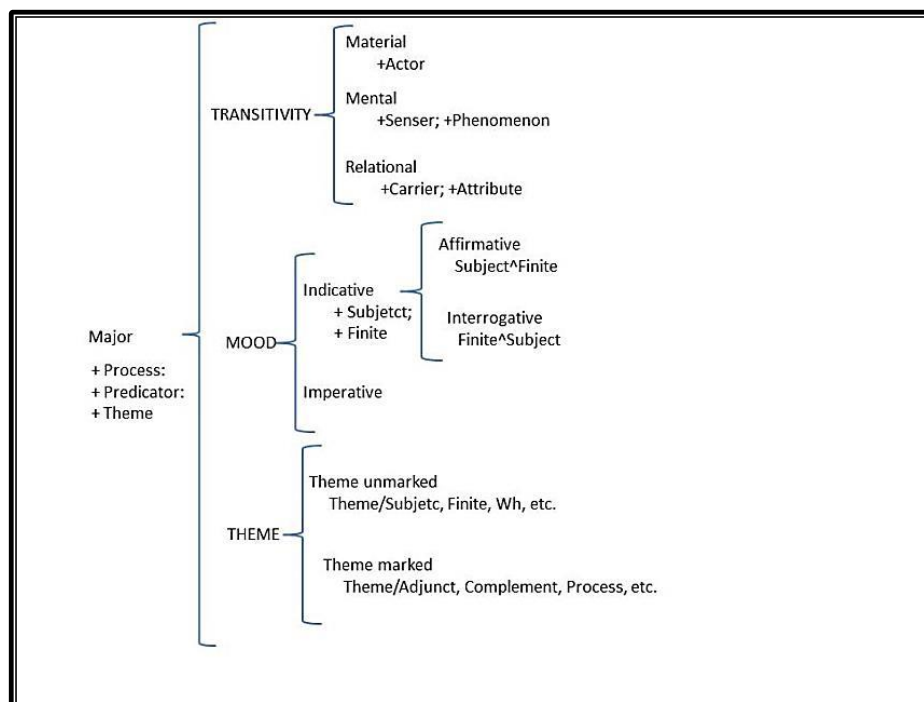 Material
+Actor
Mental
+Senser; +Phenomenon
TRANSITIVITY
Relational
+Carrier; +Attribute
Affirmative
Subject^Finite
Indicative
+ Subjetct;
+ Finite
Interrogative
Finite^Subject
Major
MOOD
+ Process:
+ Predicator:
+ Theme
Imperative
Theme unmarked
Theme/Subjetc, Finite, Wh, etc.
THEME
Theme marked
Theme/Adjunct, Complement, Process, etc.